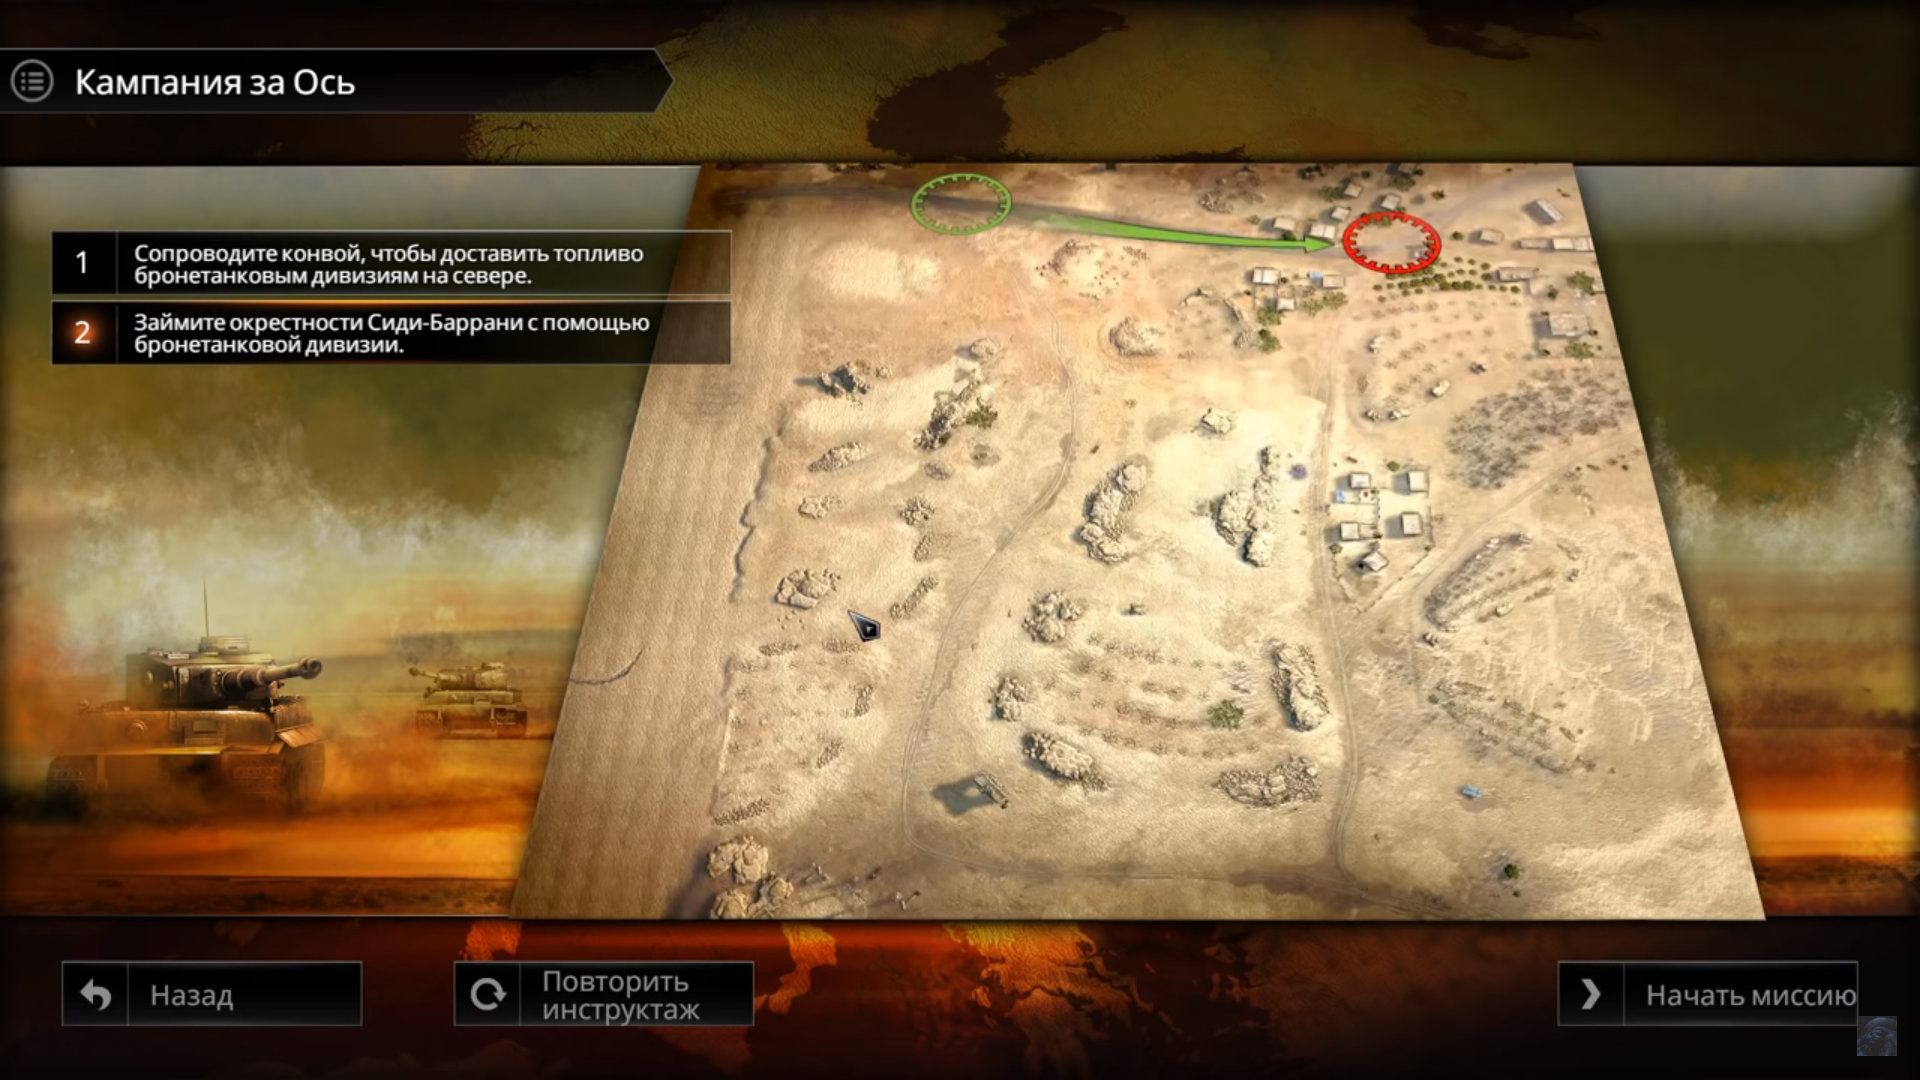 Кампания за Ось
1
Сопроводите конвой, чтобы доставить топливо
бронетанковым дивизиям на севере.
2
Займите окрестности Сиди-Баррани с помощью
бронетанковой дивизии.
Назад
Повторить
инструктаж
Начать миссию